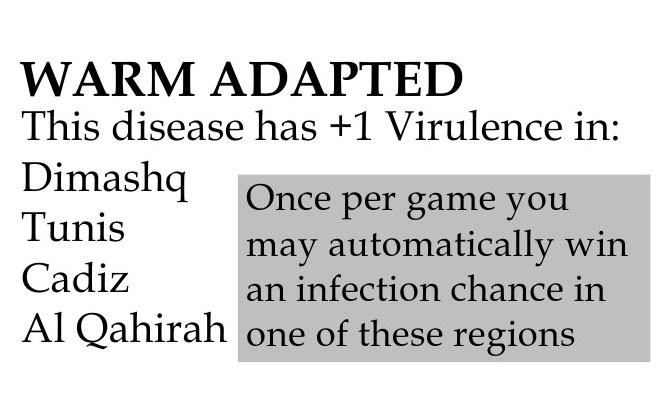 WARM ADAPTED
This disease has +1 Virulence in:
Dimashq
Tunis
Cadiz
Al Qahirah
Once per game you
may automatically win
an infection chance in
one of these regions